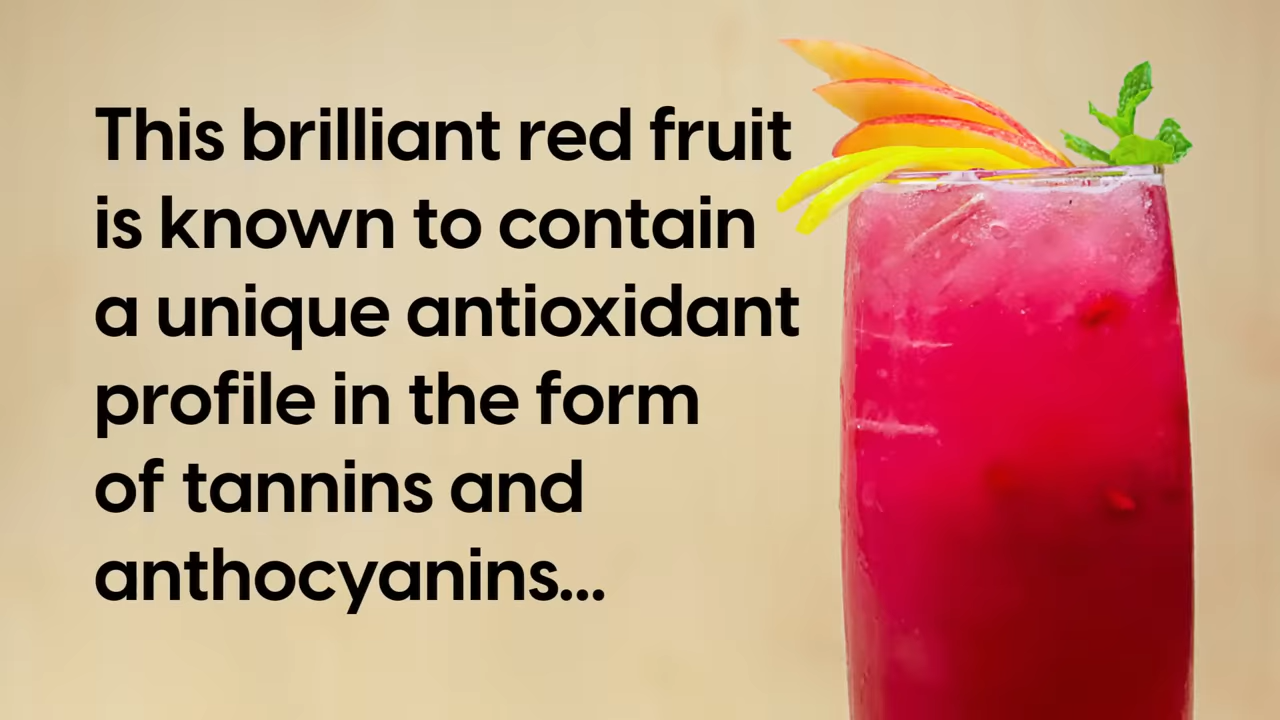 This brilliant red fruit
is known to contain
a unique antioxidant
profile in the form
of tannins and
anthocyanins...